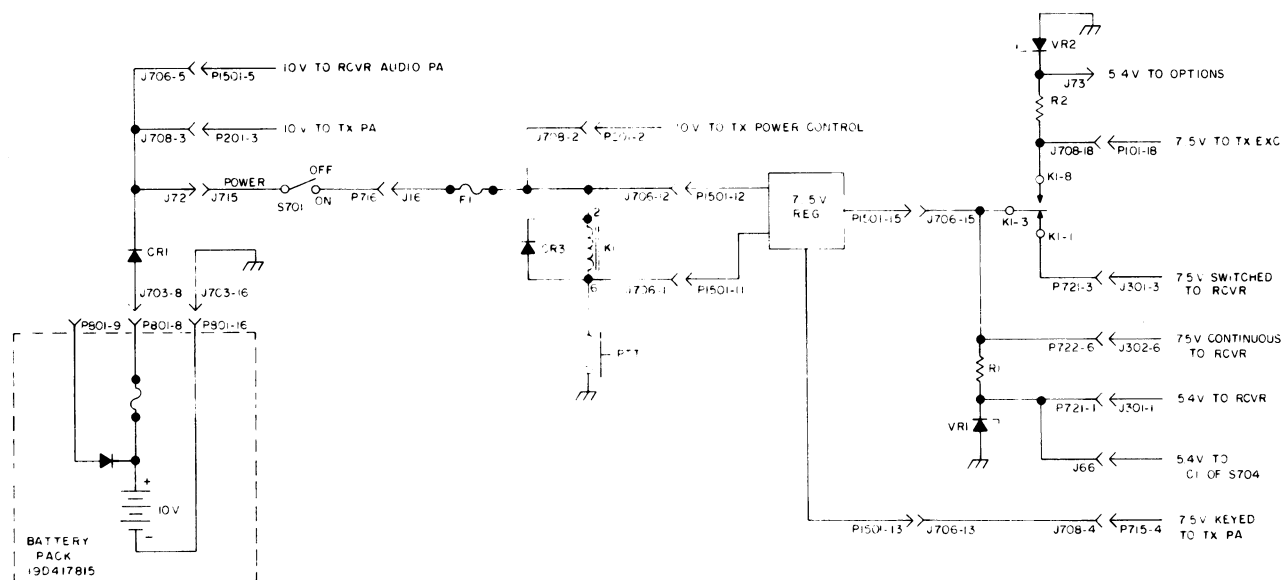 VR2
J73
5.4V TO OPTIONS
R2
J706-5
P1501-5
10V TO RCVR AUDIO PA
J708-3
P201-3
10V TO TX PA
J708-2
10V TO TX POWER CONTROL
J708-18
P101-18
7.5V TO TX EXC
K1-8
J72
J715
POWER
OFF
ON
S701
P716
J16
F1
J706-12
P1501-12
7.5V
REG
P1501-15
J706-15
K1-3
K1-1
2
CR3
K1
6
J706-1
P1501-11
CR1
J703-8
J703-16
P721-3
J301-3
7.5V SWITCHED
TO RCVR
P801-9
P801-8
P801-16
PTT
P722-6
J302-6
7.5V CONTINUOUS
TO RCVR
R1
P721-1
J301-1
5.4V TO RCVR
VR1
J66
5.4V TO
C1 OF S704
+
10V
-
P1501-13
J706-13
J708-4
P715-4
7.5V KEYED
TO TX PA
BATTERY
PACK
19D417815